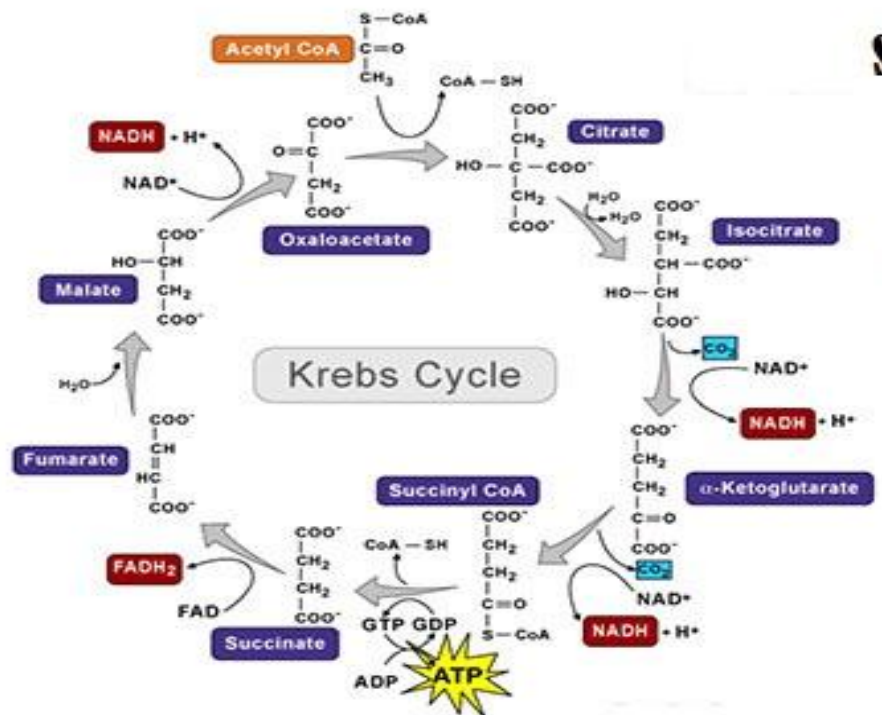 S—CoA
Acetyl CoA
C=O
CH₃
CoA—SH
COO⁻
O=C
CH₂
COO⁻
Oxaloacetate
COO⁻
CH₂
HO—C—COO⁻
CH₂
COO⁻
Citrate
H₂O
H₂O
Isocitrate
COO⁻
CH₂
CH—COO⁻
HO—CH
COO⁻
CO₂
NAD⁺
NADH + H⁺
COO⁻
CH₂
CH₂
C=O
COO⁻
α-Ketoglutarate
CO₂
NAD⁺
NADH + H⁺
Succinyl CoA
COO⁻
CH₂
CH₂
C=O
S—CoA
CoA—SH
GTP GDP
ADP
ATP
COO⁻
CH₂
CH₂
COO⁻
Succinate
FADH₂
FAD
Fumarate
COO⁻
CH
HC
COO⁻
H₂O
Malate
COO⁻
HO—CH
CH₂
COO⁻
NADH + H⁺
NAD⁺
Krebs Cycle